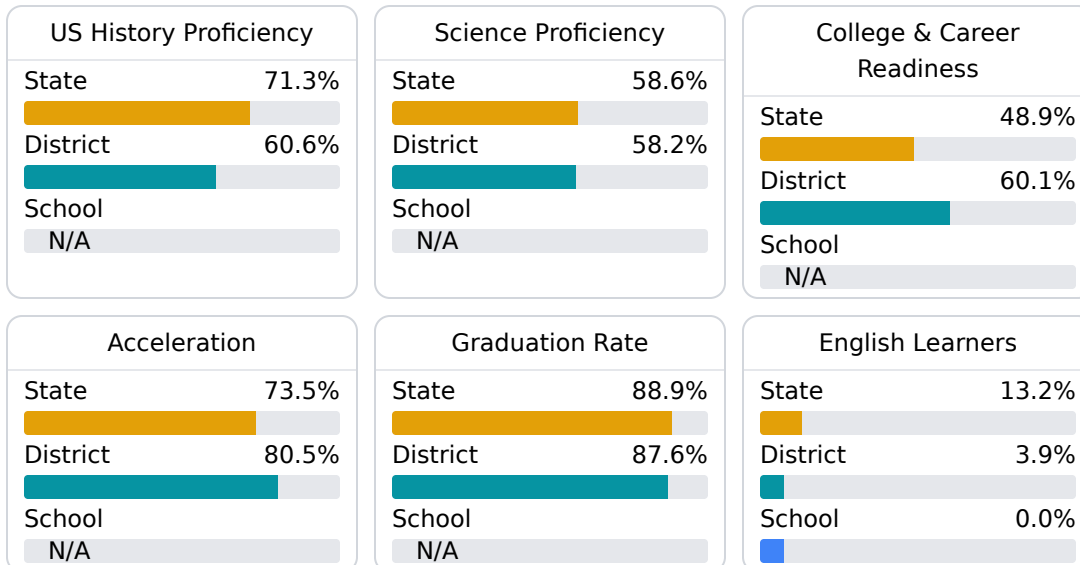 US History Proficiency
State 71.3%
District 60.6%
School
N/A
Science Proficiency
State 58.6%
District 58.2%
School
N/A
College & Career
Readiness
State 48.9%
District 60.1%
School
N/A
Acceleration
State 73.5%
District 80.5%
School
N/A
Graduation Rate
State 88.9%
District 87.6%
School
N/A
English Learners
State 13.2%
District 3.9%
School 0.0%